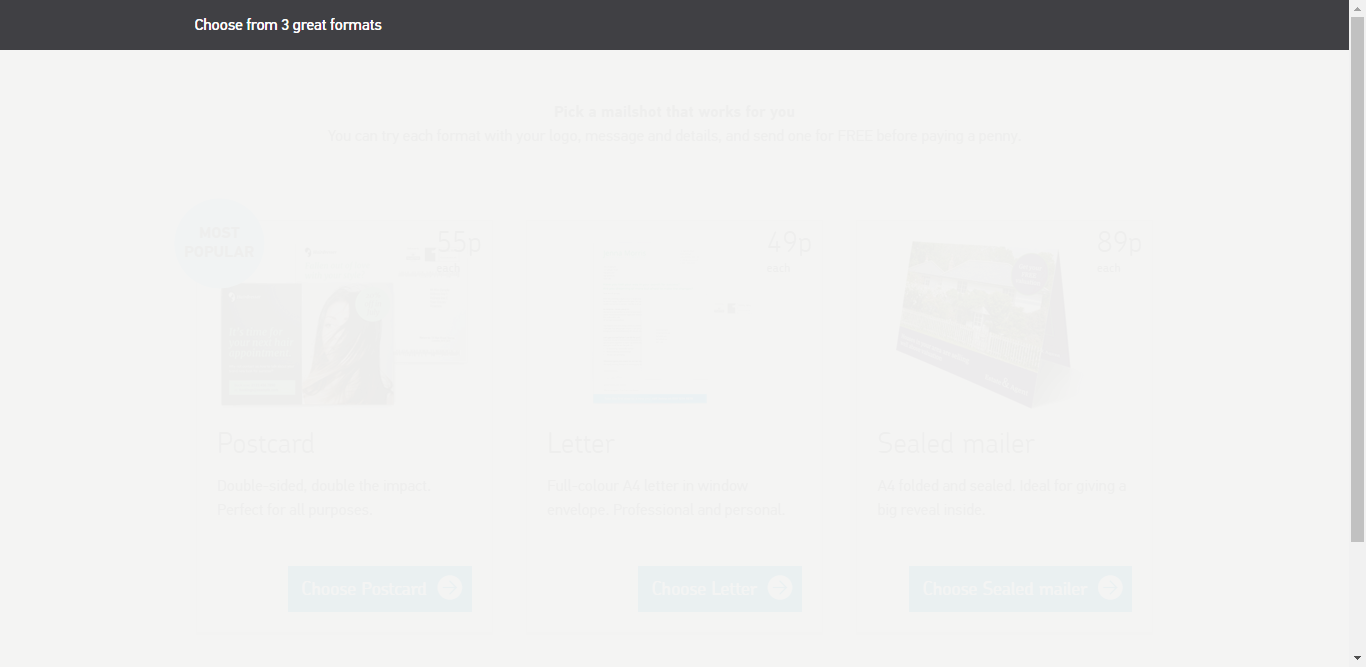 Choose from 3 great formats
Pick a mailshot that works for you
You can try each format with your logo, message and details, and send one for FREE before paying a penny.
MOST
POPULAR
55p
each
49p
each
89p
each
Postcard
Double-sided, double the impact.
Perfect for all purposes.
Letter
Full-colour A4 letter in window
envelope. Professional and personal.
Sealed mailer
A4 folded and sealed. Ideal for giving a
big reveal inside.
Choose Postcard
Choose Letter
Choose Sealed mailer